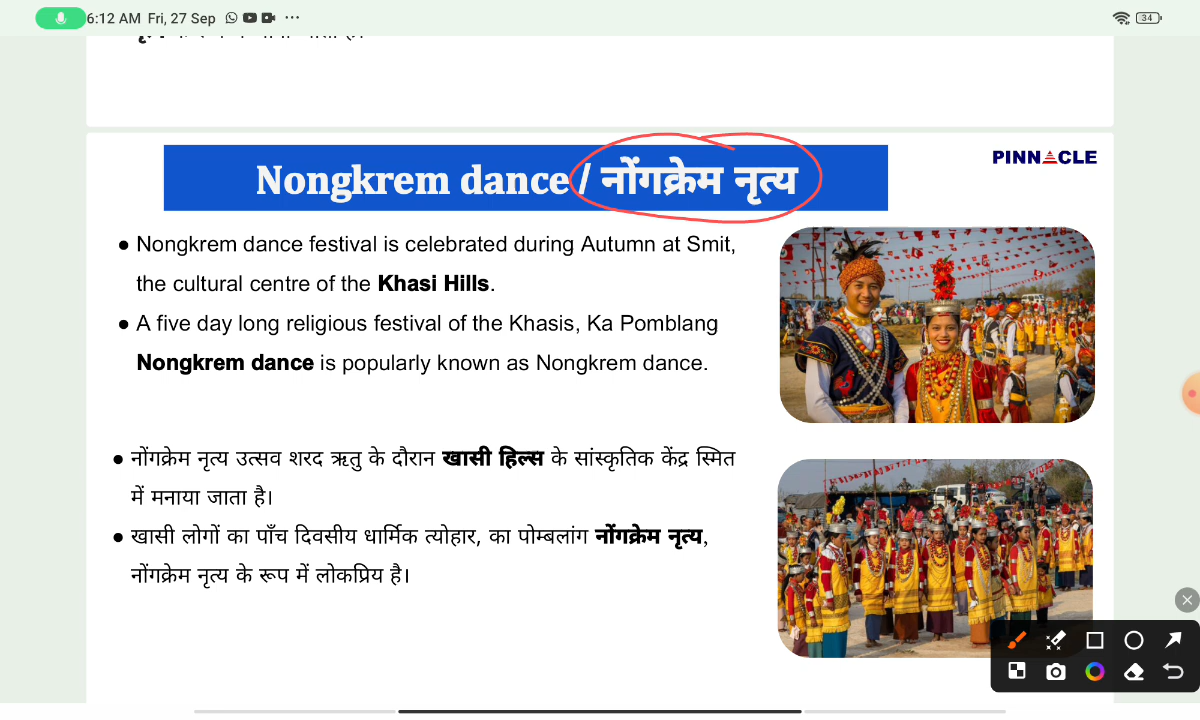 6:12 AM Fri, 27 Sep
34
Nongkrem dance / नोंगक्रेम नृत्य
PINNACLE
● Nongkrem dance festival is celebrated during Autumn at Smit,
the cultural centre of the Khasi Hills.
● A five day long religious festival of the Khasis, Ka Pomblang
Nongkrem dance is popularly known as Nongkrem dance.
● नोंगक्रेम नृत्य उत्सव शरद ऋतु के दौरान खासी हिल्स के सांस्कृतिक केंद्र स्मित
में मनाया जाता है।
● खासी लोगों का पाँच दिवसीय धार्मिक त्योहार, का पोम्बलांग नोंगक्रेम नृत्य,
नोंगक्रेम नृत्य के रूप में लोकप्रिय है।